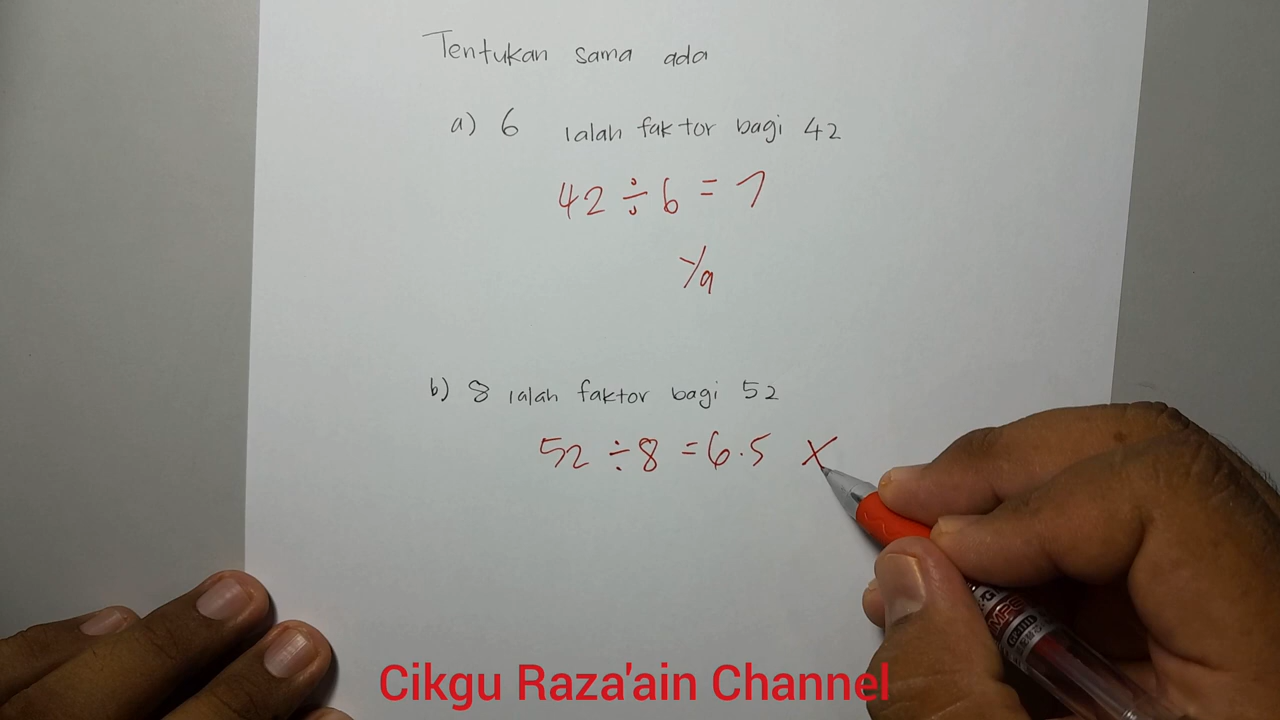 Tentukan sama ada
a) 6 ialah faktor bagi 42
42 ÷ 6 = 7
Ya
b) 8 ialah faktor bagi 52
52 ÷ 8 = 6.5 X
Cikgu Raza'ain Channel